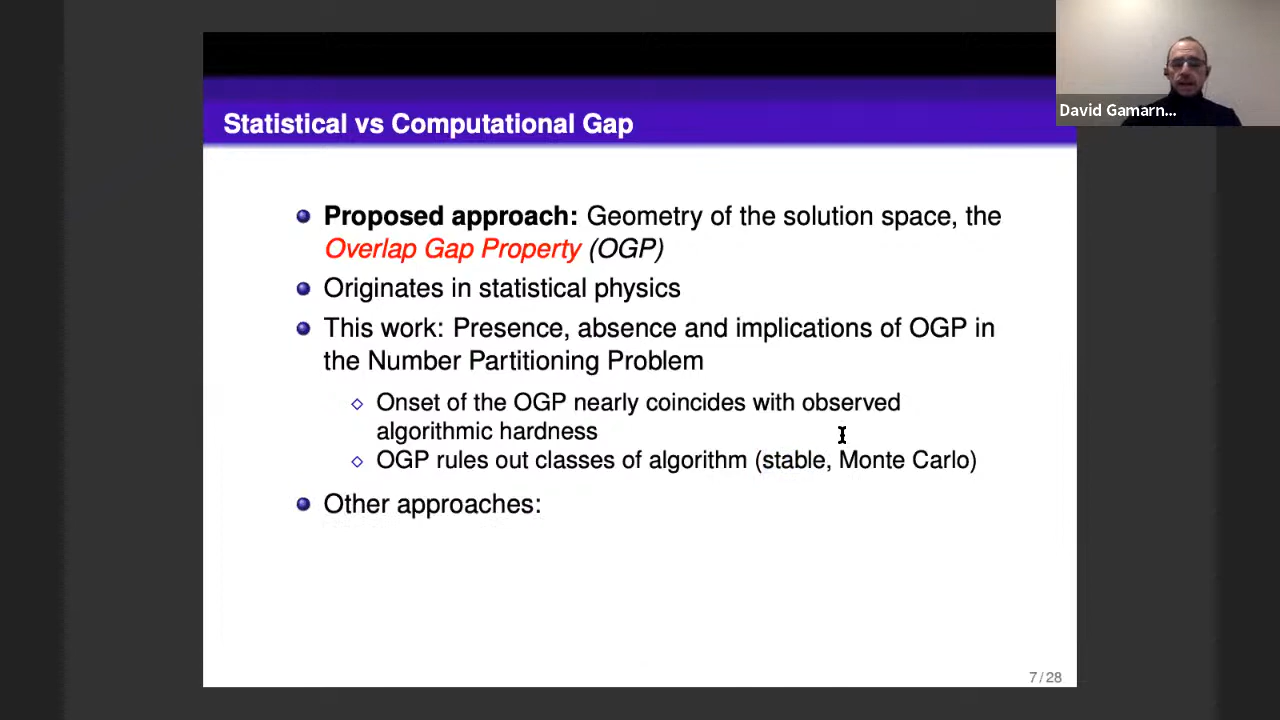 David Gamarn...
Statistical vs Computational Gap
Proposed approach: Geometry of the solution space, the
Overlap Gap Property (OGP)
Originates in statistical physics
This work: Presence, absence and implications of OGP in
the Number Partitioning Problem
Onset of the OGP nearly coincides with observed
algorithmic hardness
OGP rules out classes of algorithm (stable, Monte Carlo)
Other approaches:
7 / 28